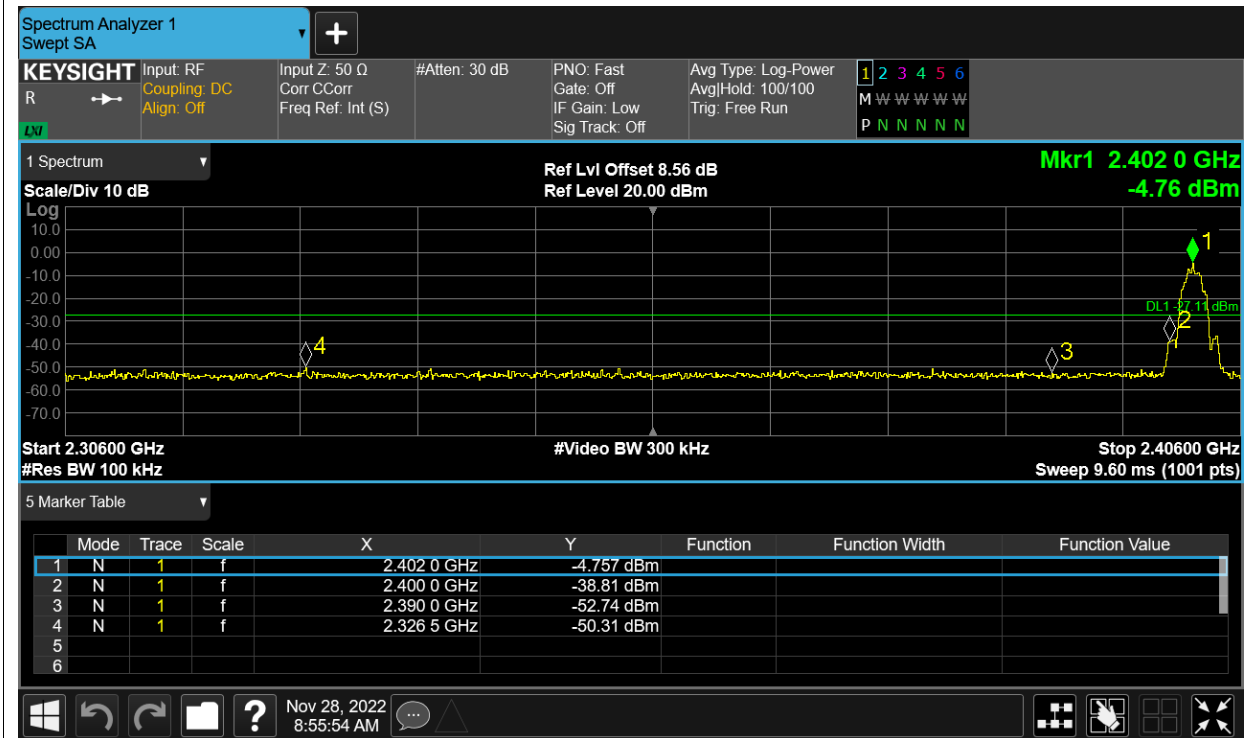 Spectrum Analyzer 1
Swept SA
+
KEYSIGHT Input: RF Input Z: 50 Ω #Atten: 30 dB PNO: Fast Avg Type: Log-Power 1 2 3 4 5 6
R Coupling: DC Corr CCorr Gate: Off Avg|Hold: 100/100 M W W W W W W
Align: Off Freq Ref: Int (S) IF Gain: Low Trig: Free Run
LXI Sig Track: Off P N N N N N N
1 Spectrum Ref Lvl Offset 8.56 dB Mkr1 2.402 0 GHz
Scale/Div 10 dB Ref Level 20.00 dBm -4.76 dBm
Log
10.0 1
0.00
-10.0
-20.0 DL1 -27.11 dBm
-30.0 2
-40.0 4 3
-50.0
-60.0
-70.0
Start 2.30600 GHz #Video BW 300 kHz Stop 2.40600 GHz
#Res BW 100 kHz Sweep 9.60 ms (1001 pts)
5 Marker Table
Mode Trace Scale X Y Function Function Width Function Value
1 N 1 f 2.402 0 GHz -4.757 dBm
2 N 1 f 2.400 0 GHz -38.81 dBm
3 N 1 f 2.390 0 GHz -52.74 dBm
4 N 1 f 2.326 5 GHz -50.31 dBm
5
6
? Nov 28, 2022
8:55:54 AM